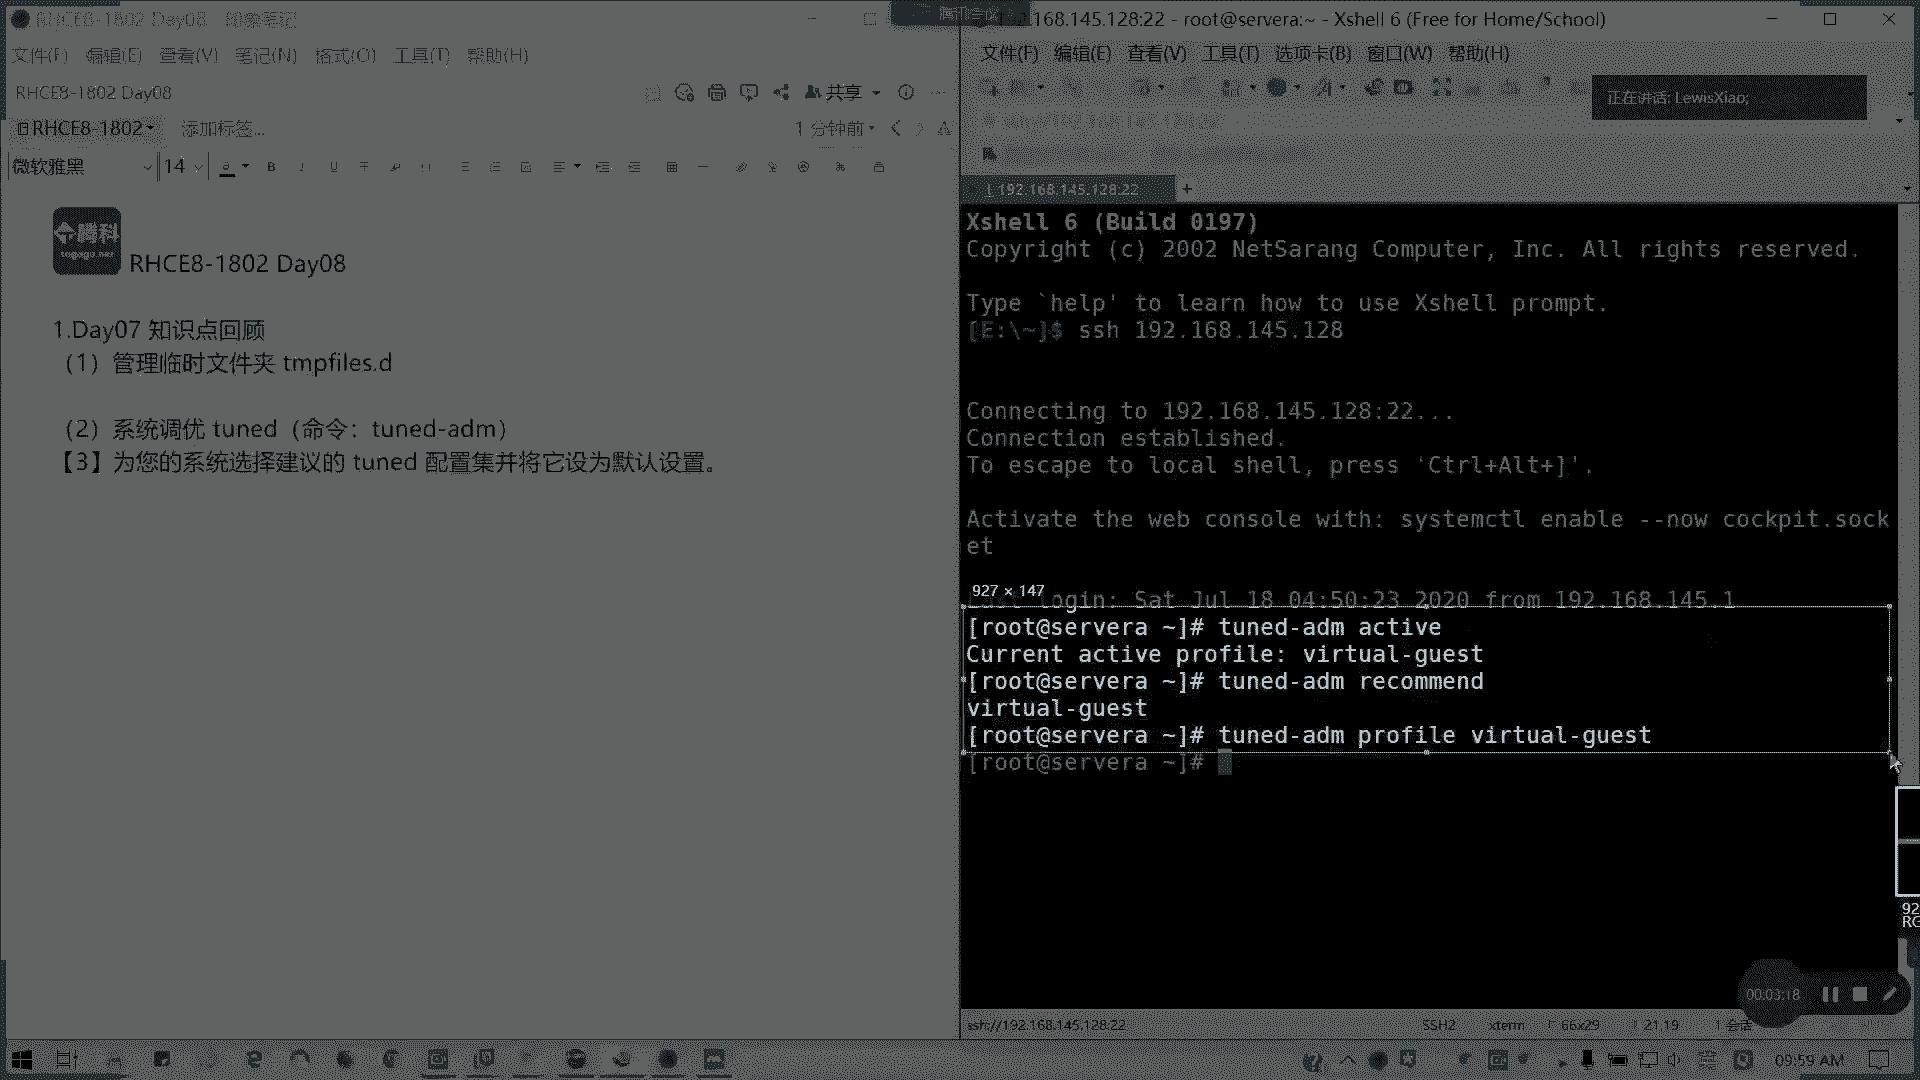 RHCE8-1802 Day08 - 印象笔记
文件(F) 编辑(E) 查看(V) 笔记(N) 格式(O) 工具(T) 帮助(H)
RHCE8-1802 Day08
共享
RHCE8-1802
添加标签...
1 分钟前
微软雅黑
14
腾科
togogo.net
RHCE8-1802 Day08
1.Day07 知识点回顾
（1）管理临时文件夹 tmpfiles.d
（2）系统调优 tuned（命令：tuned-adm）
【3】为您的系统选择建议的 tuned 配置集并将它设为默认设置。
腾讯会议
192.168.145.128:22 - root@servera:~ - Xshell 6 (Free for Home/School)
文件(F) 编辑(E) 查看(V) 工具(T) 选项卡(B) 窗口(W) 帮助(H)
正在讲话: LewisXiao;
1 192.168.145.128:22
+
Xshell 6 (Build 0197)
Copyright (c) 2002 NetSarang Computer, Inc. All rights reserved.
Type `help' to learn how to use Xshell prompt.
[E:\~]$ ssh 192.168.145.128
Connecting to 192.168.145.128:22...
Connection established.
To escape to local shell, press 'Ctrl+Alt+]'.
Activate the web console with: systemctl enable --now cockpit.sock
et
927 × 147
Last login: Sat Jul 18 04:50:23 2020 from 192.168.145.1
[root@servera ~]# tuned-adm active
Current active profile: virtual-guest
[root@servera ~]# tuned-adm recommend
virtual-guest
[root@servera ~]# tuned-adm profile virtual-guest
[root@servera ~]#
00:03:18
ssh://192.168.145.128:22
SSH2
xterm
66x29
21,19
1 会话
09:59 AM